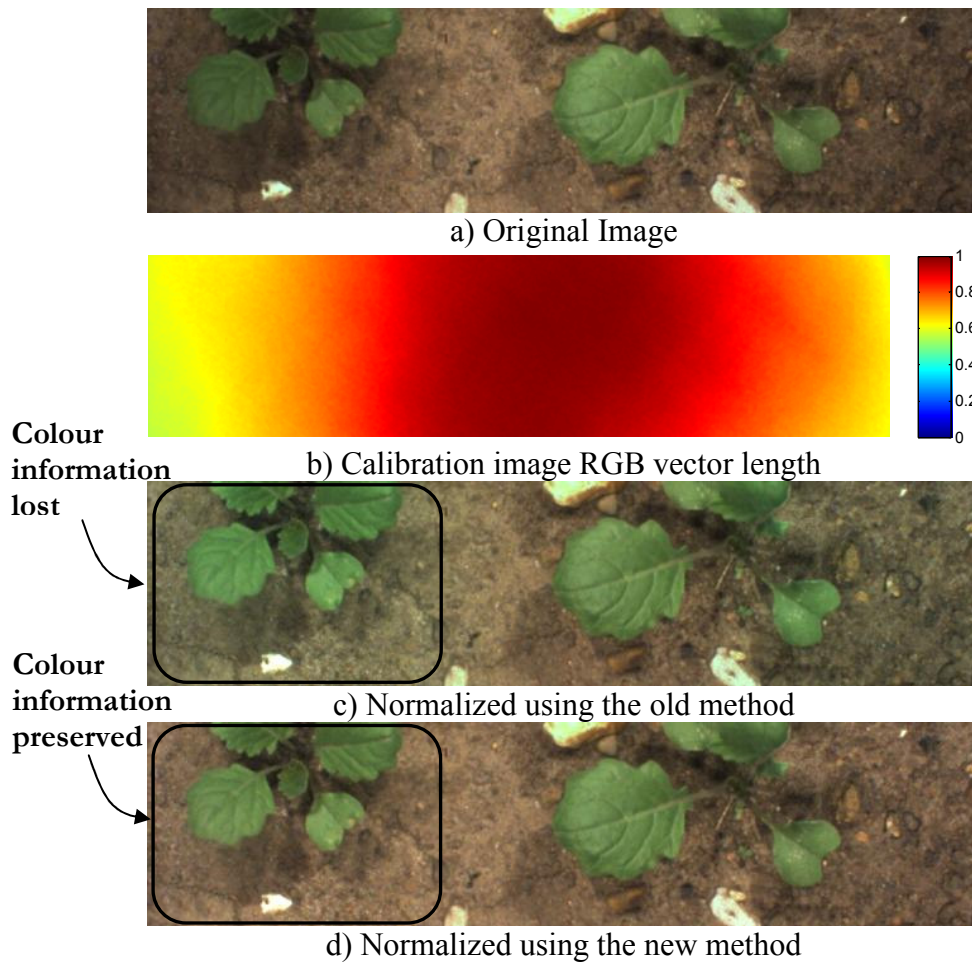 a) Original Image
1
0.8
0.6
0.4
0.2
0
b) Calibration image RGB vector length
Colour
information
lost
c) Normalized using the old method
Colour
information
preserved
d) Normalized using the new method